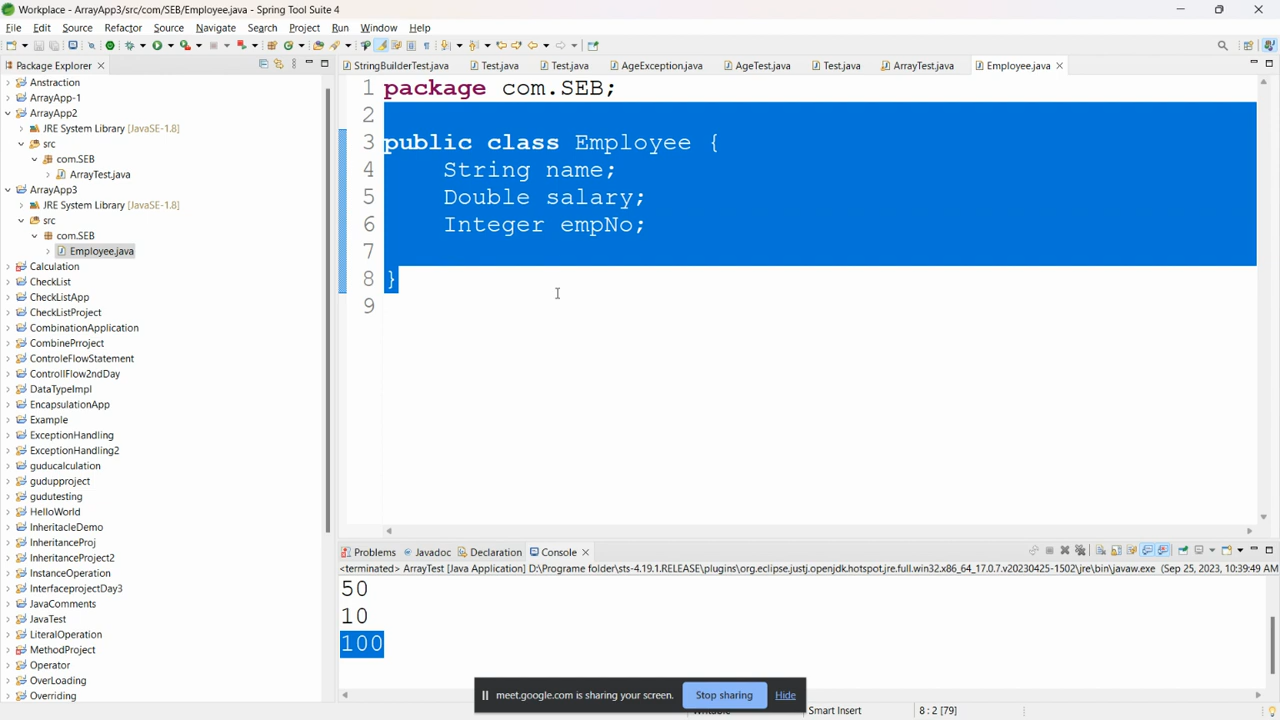 Workplace - ArrayApp3/src/com/SEB/Employee.java - Spring Tool Suite 4
File Edit Source Refactor Source Navigate Search Project Run Window Help
Package Explorer
StringBuilderTest.java Test.java Test.java AgeException.java AgeTest.java Test.java ArrayTest.java Employee.java
Anstraction
ArrayApp-1
ArrayApp2
JRE System Library [JavaSE-1.8]
src
com.SEB
ArrayTest.java
ArrayApp3
JRE System Library [JavaSE-1.8]
src
com.SEB
Employee.java
Calculation
CheckList
CheckListApp
CheckListProject
CombinationApplication
CombinePrroject
ControleFlowStatement
ControllFlow2ndDay
DataTypeImpl
EncapsulationApp
Example
ExceptionHandling
ExceptionHandling2
guducalculation
gudupproject
gudutesting
HelloWorld
InheritacleDemo
InheritanceProj
InheritanceProject2
InstanceOperation
InterfaceprojectDay3
JavaComments
JavaTest
LiteralOperation
MethodProject
Operator
OverLoading
Overriding
1 package com.SEB;
2
3 public class Employee {
4 String name;
5 Double salary;
6 Integer empNo;
7
8 }
9
Problems Javadoc Declaration Console
<terminated> ArrayTest [Java Application] D:\Programe folder\sts-4.19.1.RELEASE\plugins\org.eclipse.justj.openjdk.hotspot.jre.full.win32.x86_64_17.0.7.v20230425-1502\jre\bin\javaw.exe (Sep 25, 2023, 10:39:49 AM
50
10
100
meet.google.com is sharing your screen. Stop sharing Hide
Writable Smart Insert 8 : 2 [79]